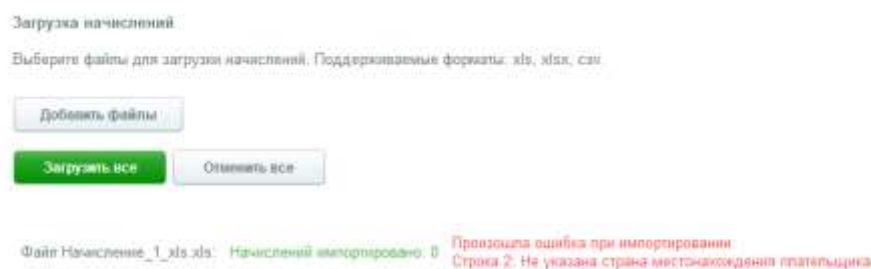 Загрузка начислений
Выберите файлы для загрузки начислений. Поддерживаемые форматы: xls, xlsx, csv
Добавить файлы
Загрузить все
Отменить все
Файл Начисление_1_xls.xls: Начислений импортировано: 0
Произошла ошибка при импортировании
Строка 2: Не указана страна местонахождения плательщика